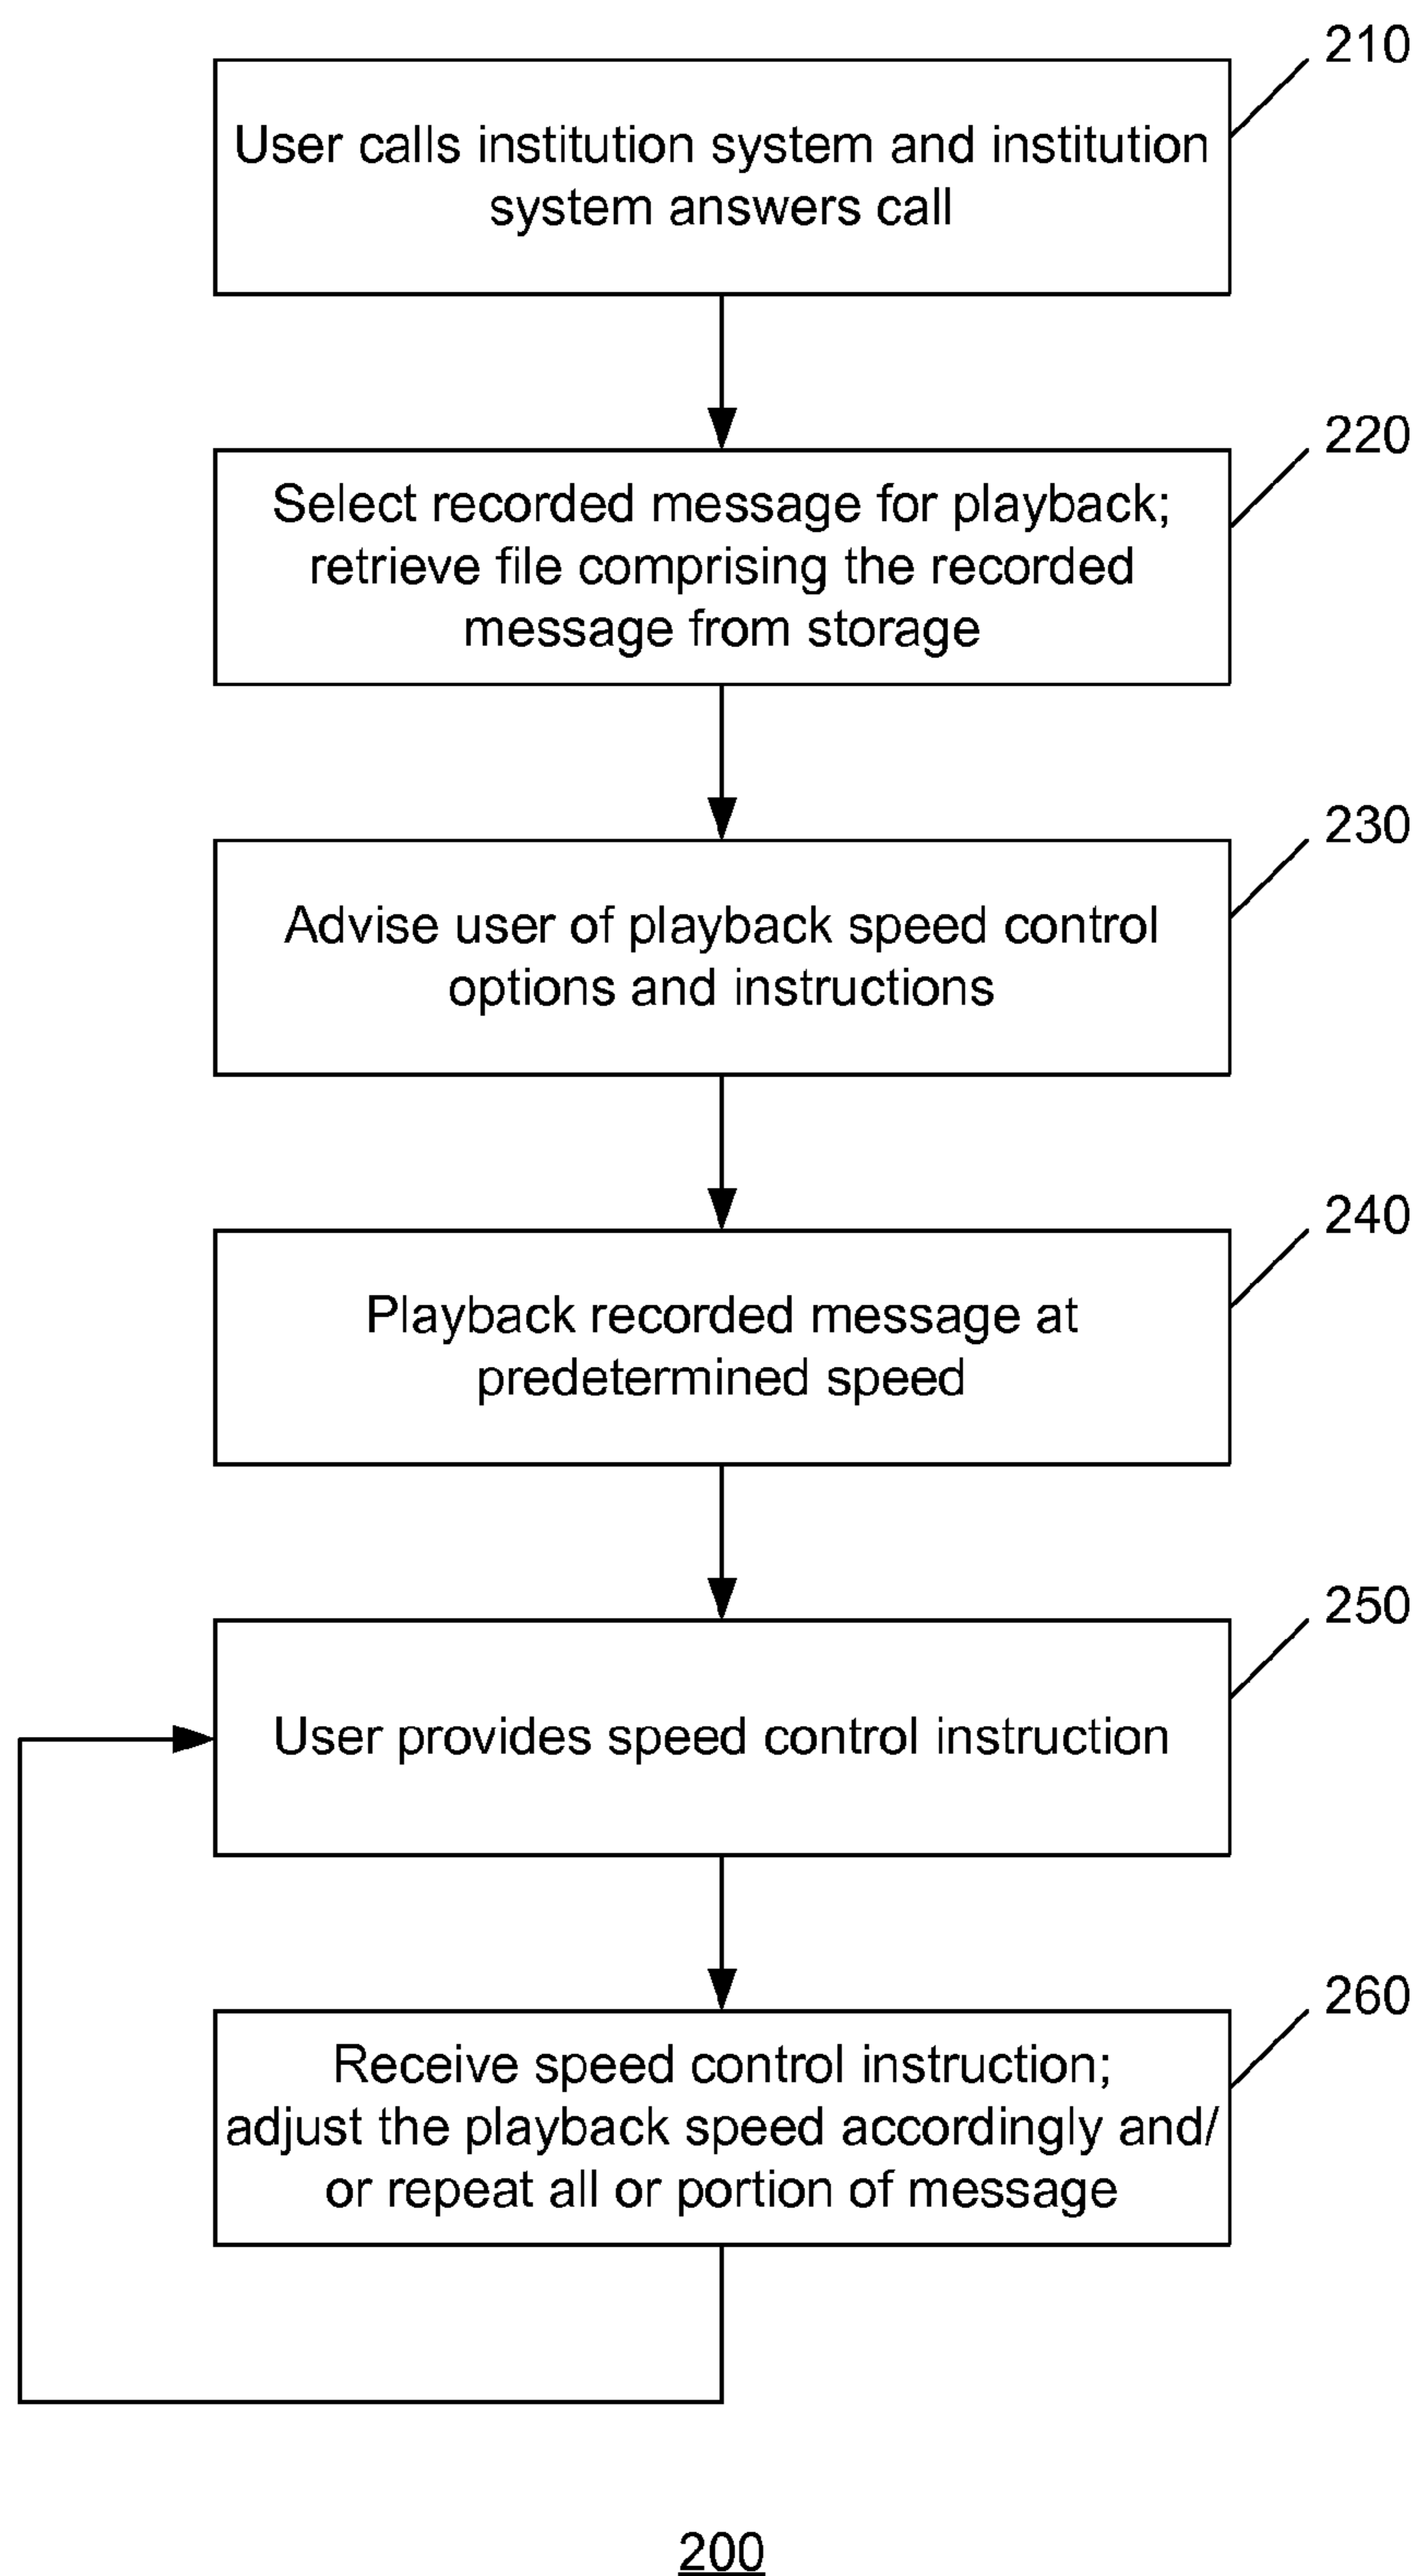 210
User calls institution system and institution
system answers call
220
Select recorded message for playback;
retrieve file comprising the recorded
message from storage
230
Advise user of playback speed control
options and instructions
240
Playback recorded message at
predetermined speed
250
User provides speed control instruction
260
Receive speed control instruction;
adjust the playback speed accordingly and/
or repeat all or portion of message
200